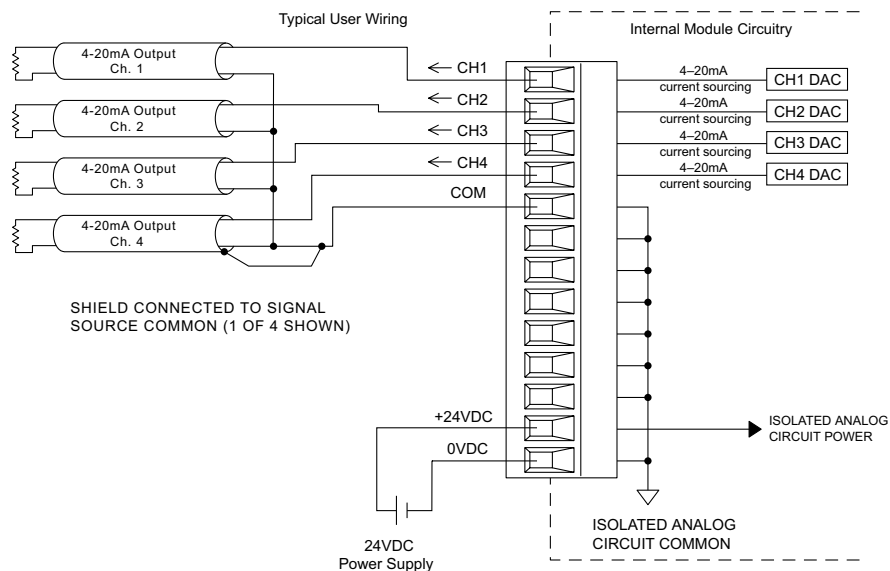 Typical User Wiring
Internal Module Circuitry
4-20mA Output
Ch. 1
4-20mA Output
Ch. 2
4-20mA Output
Ch. 3
4-20mA Output
Ch. 4
CH1
CH2
CH3
CH4
COM
4–20mA
current sourcing
CH1 DAC
4–20mA
current sourcing
CH2 DAC
4–20mA
current sourcing
CH3 DAC
4–20mA
current sourcing
CH4 DAC
SHIELD CONNECTED TO SIGNAL
SOURCE COMMON (1 OF 4 SHOWN)
+24VDC
0VDC
ISOLATED ANALOG
CIRCUIT POWER
24VDC
Power Supply
ISOLATED ANALOG
CIRCUIT COMMON